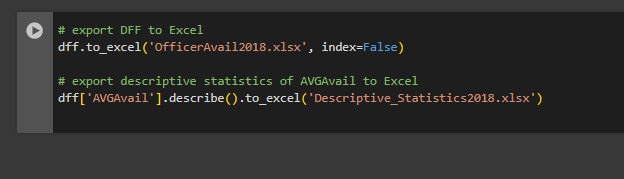 # export DFF to Excel
dff.to_excel('OfficerAvail2018.xlsx', index=False)
# export descriptive statistics of AVGAvail to Excel
dff['AVGAvail'].describe().to_excel('Descriptive_Statistics2018.xlsx')